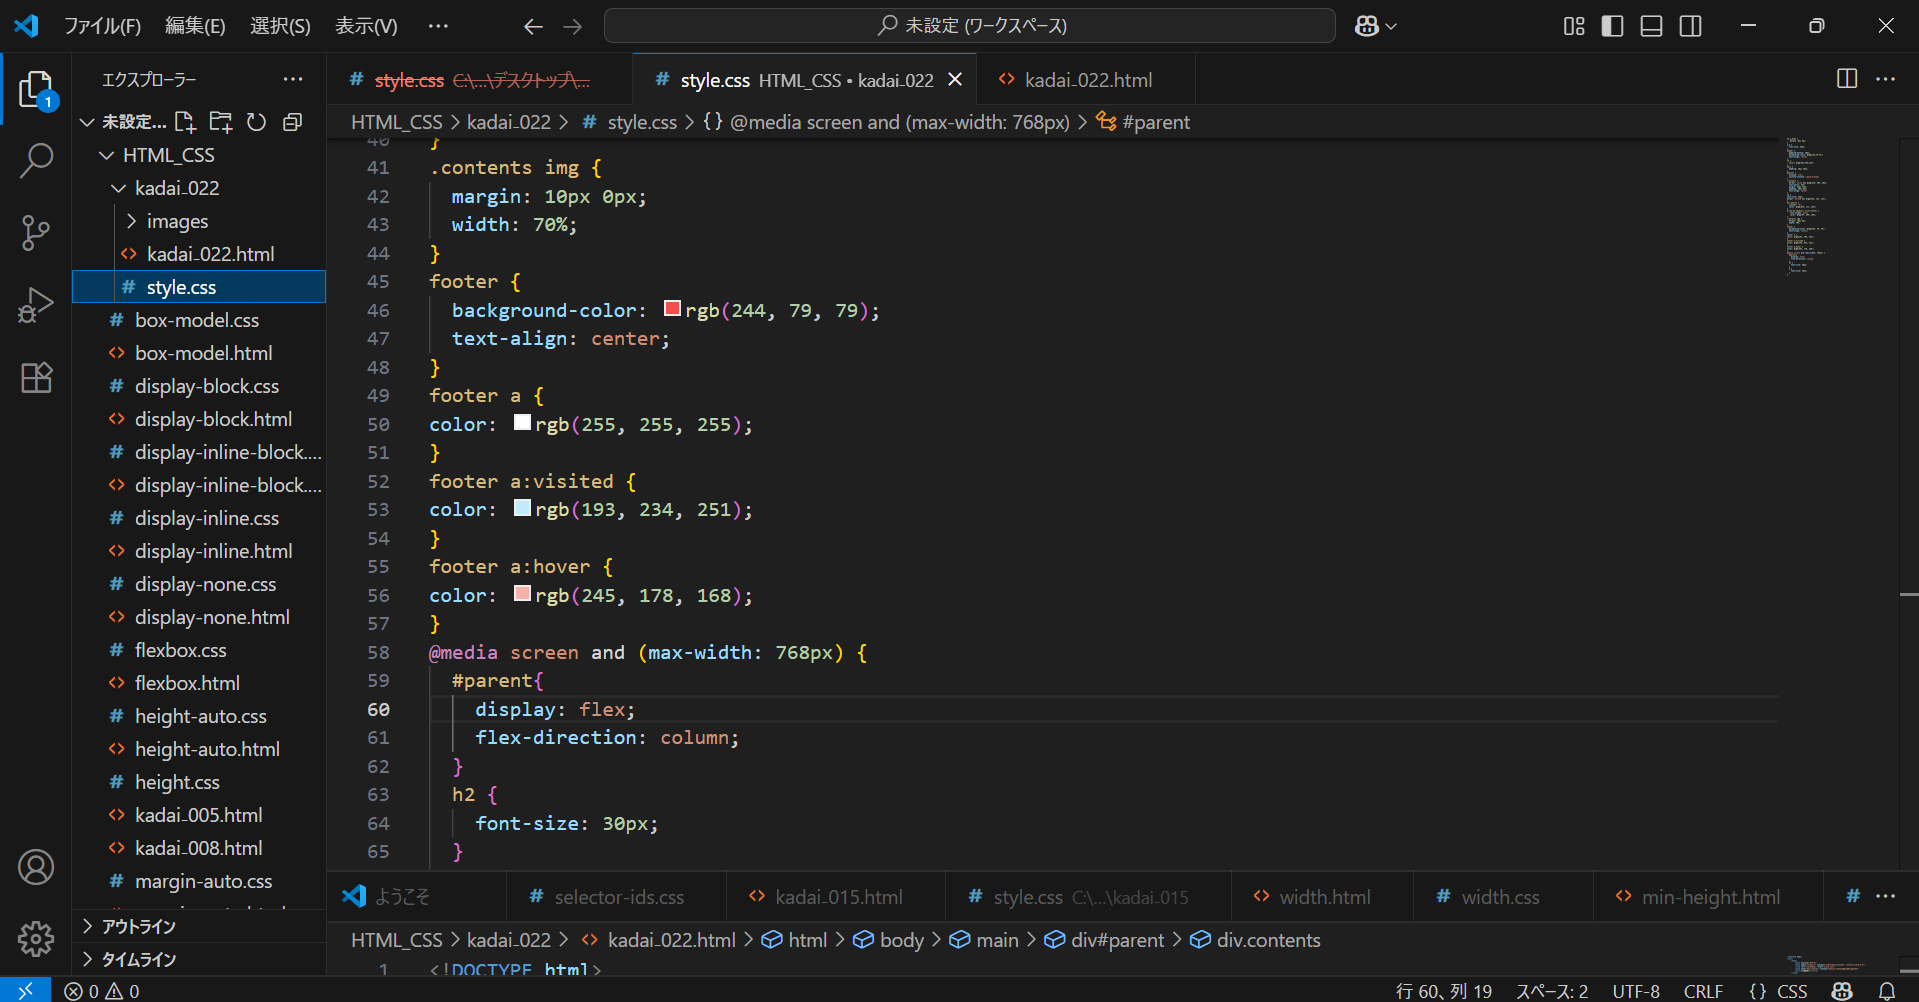 ファイル(F) 編集(E) 選択(S) 表示(V) … 未設定 (ワークスペース)
エクスプローラー …
style.css C:\...\デスクトップ\...
style.css HTML_CSS • kadai_022
kadai_022.html
HTML_CSS > kadai_022 > # style.css > {} @media screen and (max-width: 768px) > #parent
1
未設定...
HTML_CSS
kadai_022
images
kadai_022.html
style.css
box-model.css
box-model.html
display-block.css
display-block.html
display-inline-block....
display-inline-block....
display-inline.css
display-inline.html
display-none.css
display-none.html
flexbox.css
flexbox.html
height-auto.css
height-auto.html
height.css
kadai_005.html
kadai_008.html
margin-auto.css
アウトライン
タイムライン
40 }
41 .contents img {
42 margin: 10px 0px;
43 width: 70%;
44 }
45 footer {
46 background-color: rgb(244, 79, 79);
47 text-align: center;
48 }
49 footer a {
50 color: rgb(255, 255, 255);
51 }
52 footer a:visited {
53 color: rgb(193, 234, 251);
54 }
55 footer a:hover {
56 color: rgb(245, 178, 168);
57 }
58 @media screen and (max-width: 768px) {
59 #parent{
60 display: flex;
61 flex-direction: column;
62 }
63 h2 {
64 font-size: 30px;
65 }
ようこそ # selector-ids.css <> kadai_015.html # style.css C:\...\kadai_015 <> width.html # width.css <> min-height.html # …
HTML_CSS > kadai_022 > <> kadai_022.html > html > body > main > div#parent > div.contents
1 <!DOCTYPE html>
0 0 行 60、列 19 スペース: 2 UTF-8 CRLF {} CSS